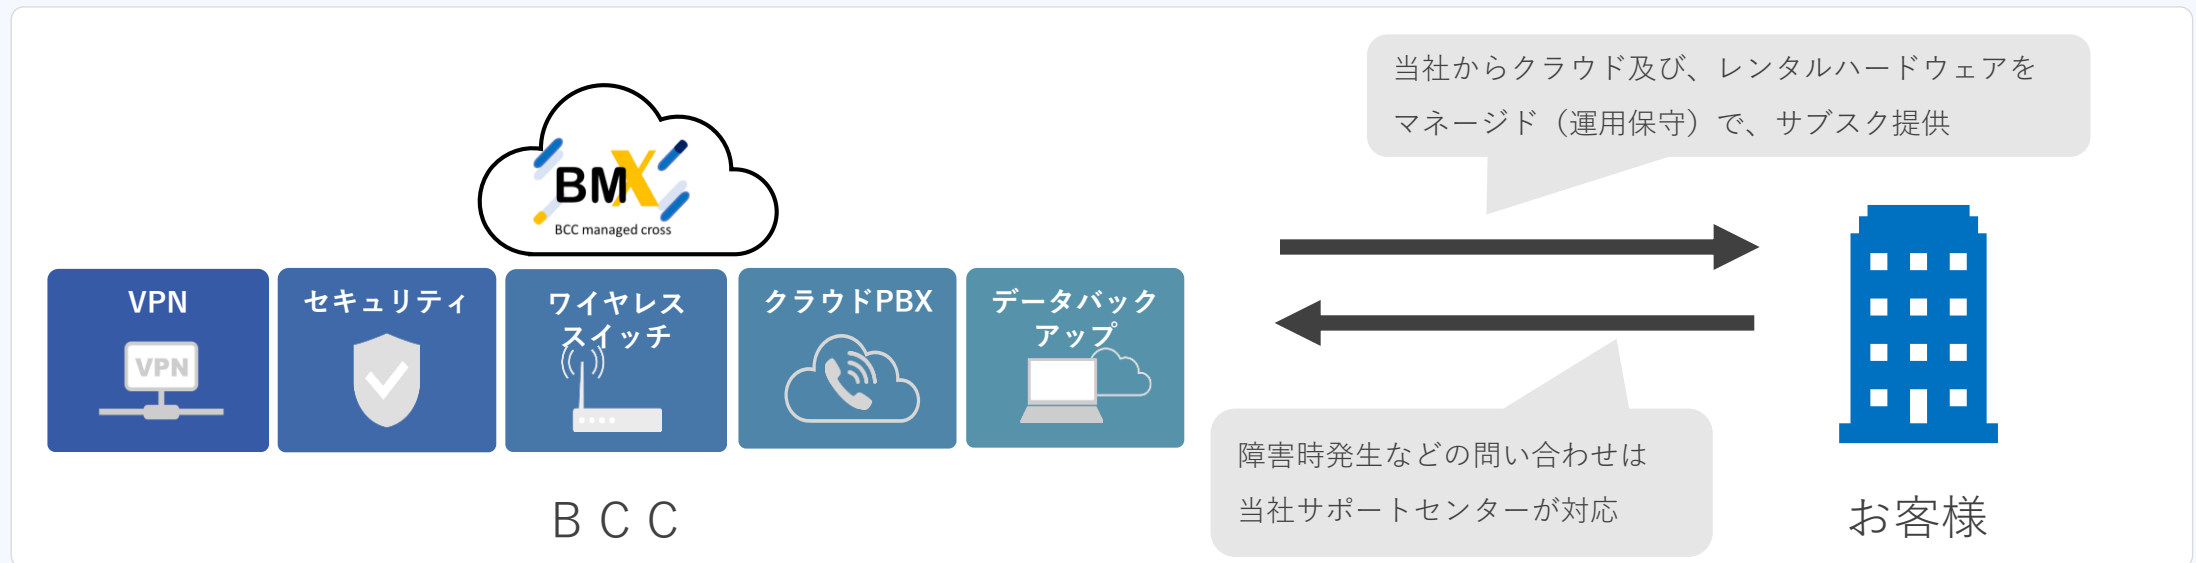 当社からクラウド及び、レンタルハードウェアを
マネージド（運用保守）で、サブスク提供
BMX
BCC managed cross
VPN
VPN
セキュリティ
ワイヤレス
スイッチ
クラウドPBX
データバック
アップ
障害時発生などの問い合わせは
当社サポートセンターが対応
ＢＣＣ
お客様